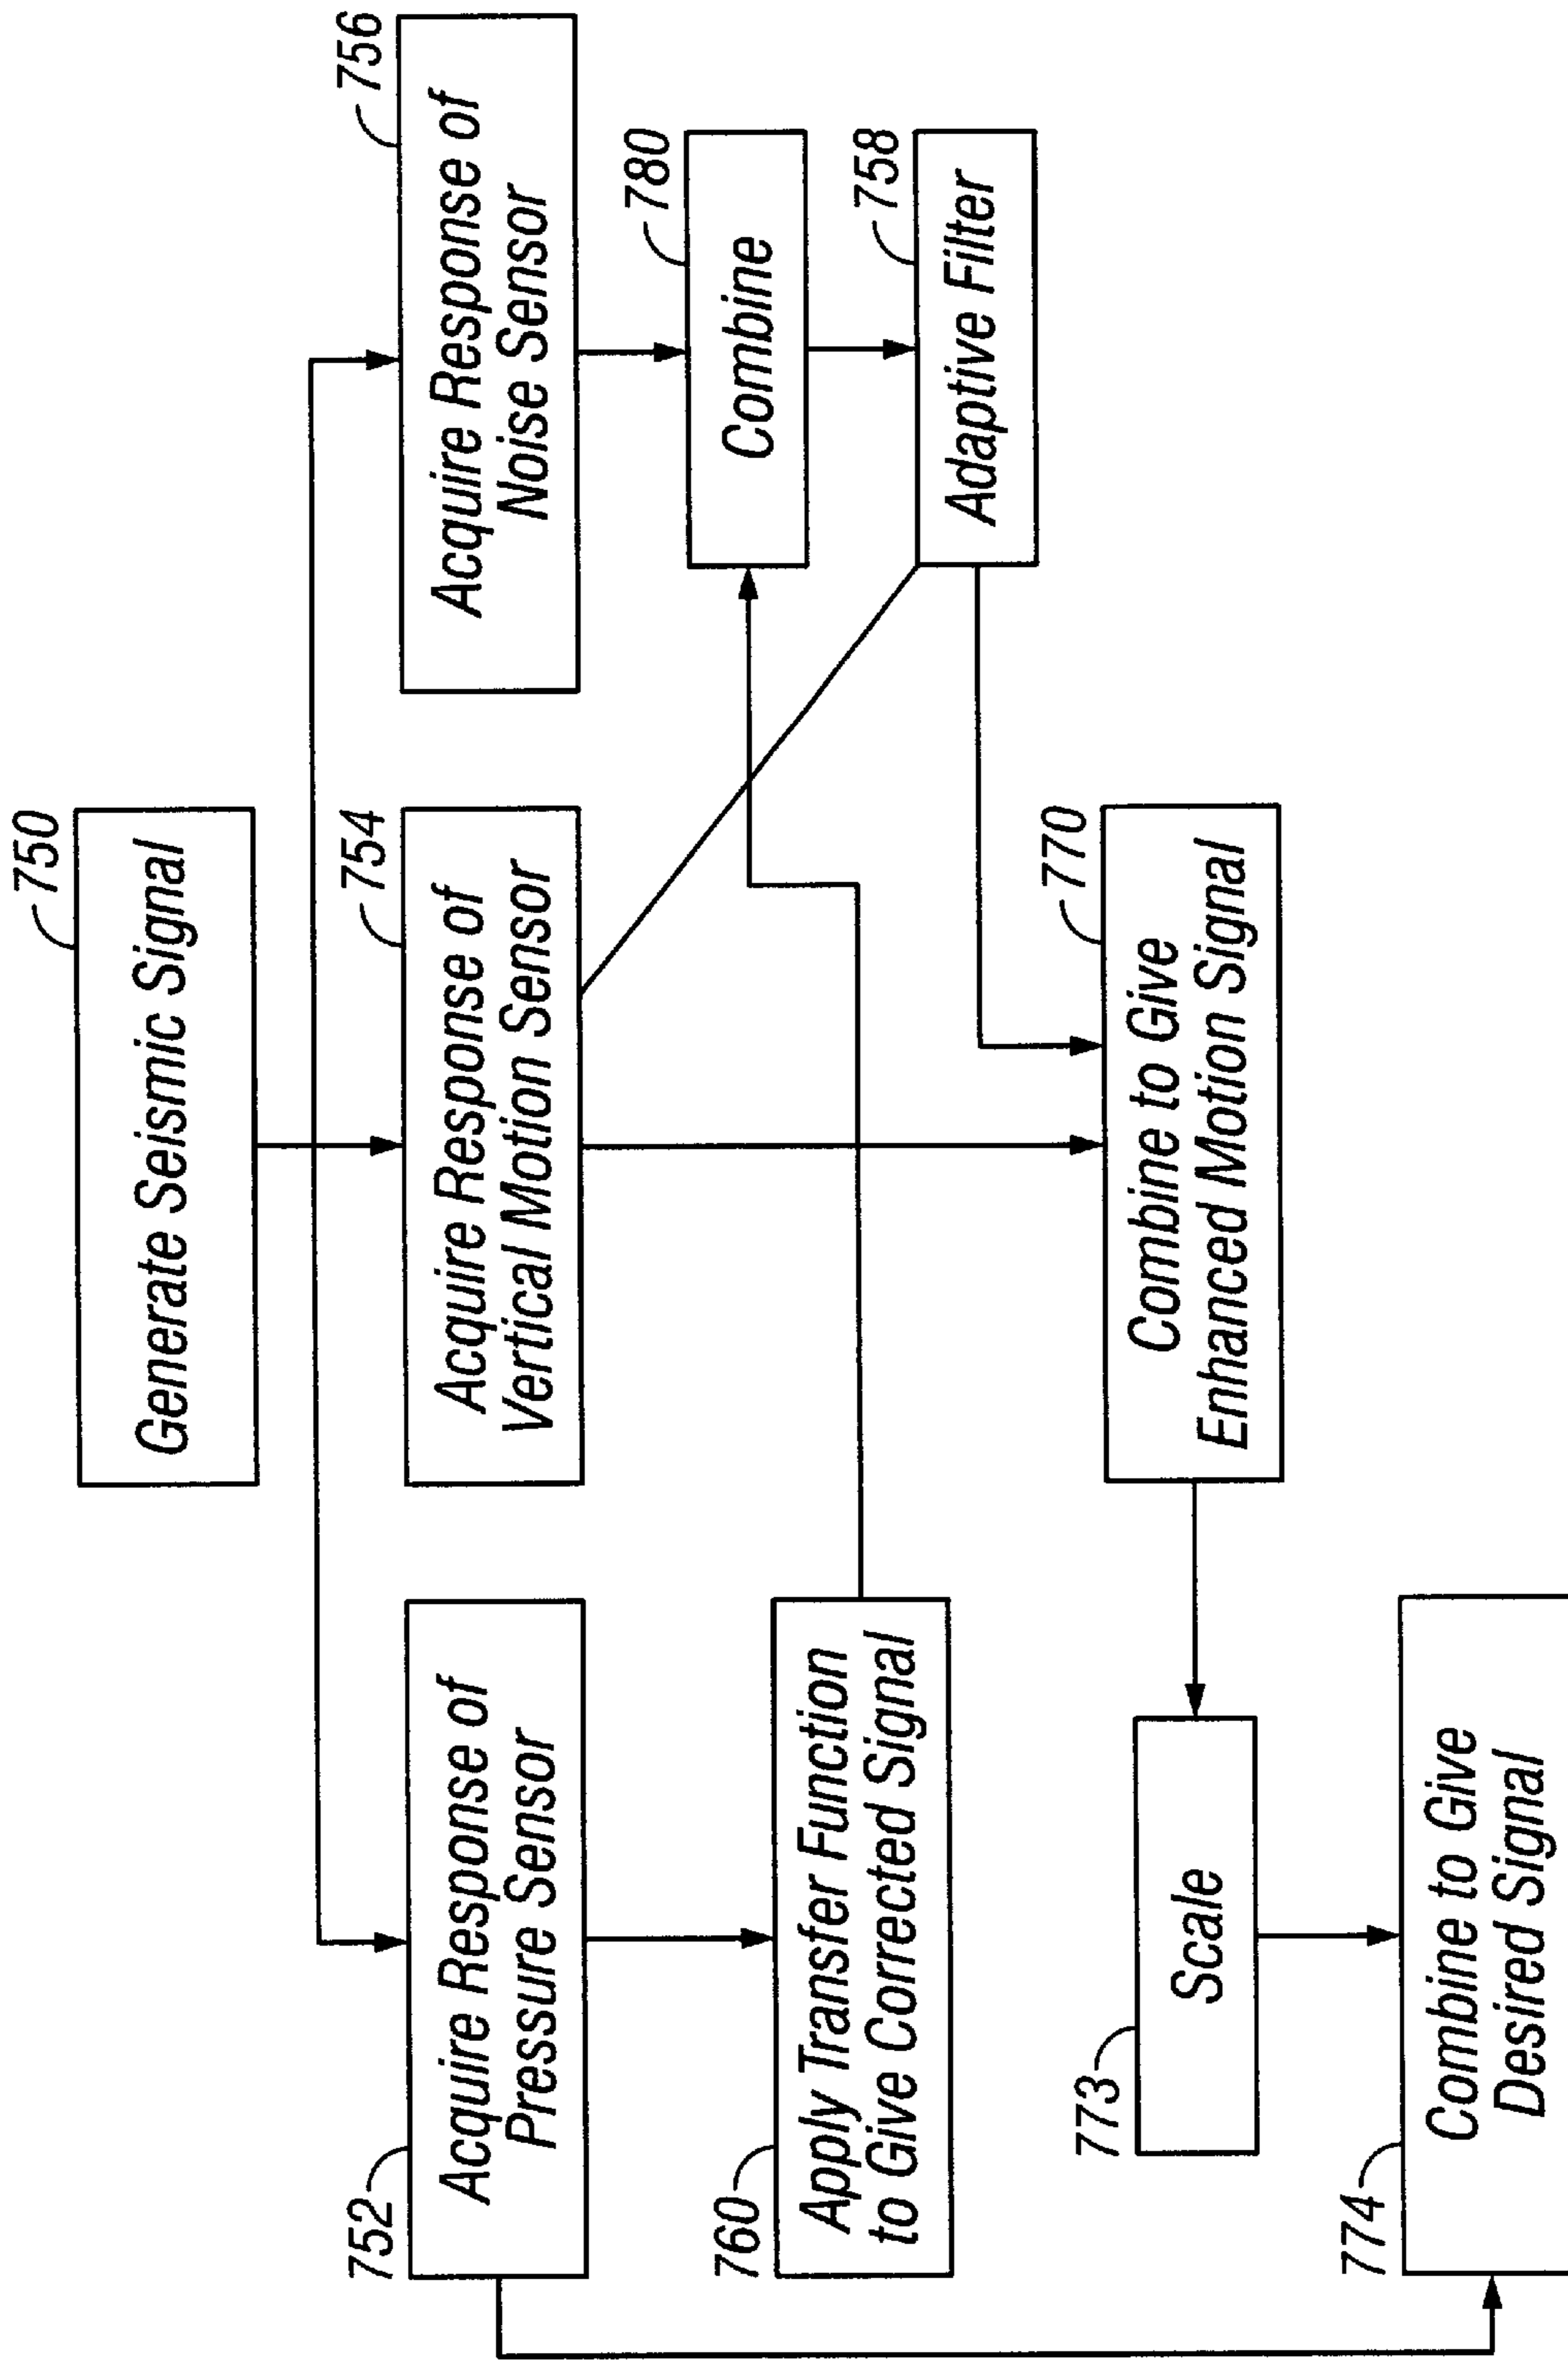 750
Generate Seismic Signal
752
Acquire Response of
Pressure Sensor
754
Acquire Response of
Vertical Motion Sensor
756
Acquire Response of
Noise Sensor
760
Apply Transfer Function
to Give Corrected Signal
780
Combine
758
Adaptive Filter
770
Combine to Give
Enhanced Motion Signal
773
Scale
774
Combine to Give
Desired Signal